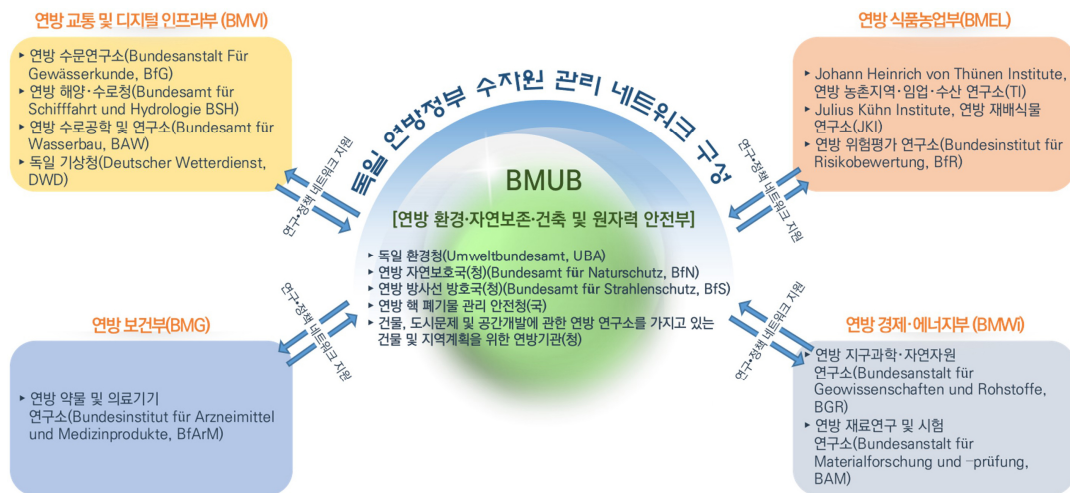 연방 교통 및 디지털 인프라부 (BMVI)
▸ 연방 수문연구소(Bundesanstalt Für
Gewässerkunde, BfG)
▸ 연방 해양·수로청(Bundesamt für
Schifffahrt und Hydrologie BSH)
▸ 연방 수로공학 및 연구소(Bundesamt für
Wasserbau, BAW)
▸ 독일 기상청(Deutscher Wetterdienst,
DWD)
연방 식품농업부(BMEL)
▸ Johann Heinrich von Thünen Institute,
연방 농촌지역·임업·수산 연구소(TI)
▸ Julius Kühn Institute, 연방 재배식물
연구소(JKI)
▸ 연방 위험평가 연구소(Bundesinstitut für
Risikobewertung, BfR)
독일 연방정부 수자원 관리 네트워크 구성
연구•정책 네트워크 지원
연구•정책 네트워크 지원
BMUB
[연방 환경·자연보존·건축 및 원자력 안전부]
▸ 독일 환경청(Umweltbundesamt, UBA)
▸ 연방 자연보호국(청)(Bundesamt für Naturschutz, BfN)
▸ 연방 방사선 방호국(청)(Bundesamt für Strahlenschutz, BfS)
▸ 연방 핵 폐기물 관리 안전청(국)
▸ 건물, 도시문제 및 공간개발에 관한 연방 연구소를 가지고 있는
건물 및 지역계획을 위한 연방기관(청)
연구•정책 네트워크 지원
연구•정책 네트워크 지원
연방 보건부(BMG)
▸ 연방 약물 및 의료기기
연구소(Bundesinstitut für Arzneimittel
und Medizinprodukte, BfArM)
연방 경제·에너지부 (BMWi)
▸ 연방 지구과학·자연자원
연구소(Bundesanstalt für
Geowissenschaften und Rohstoffe,
BGR)
▸ 연방 재료연구 및 시험
연구소(Bundesanstalt für
Materialforschung und –prüfung,
BAM)